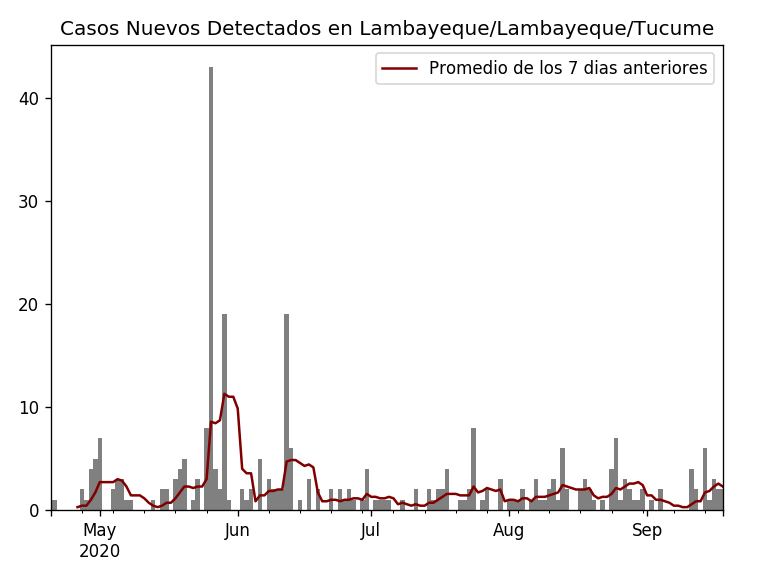 Casos Nuevos Detectados en Lambayeque/Lambayeque/Tucume
Promedio de los 7 dias anteriores
40
30
20
10
0
May Jun Jul Aug Sep
2020